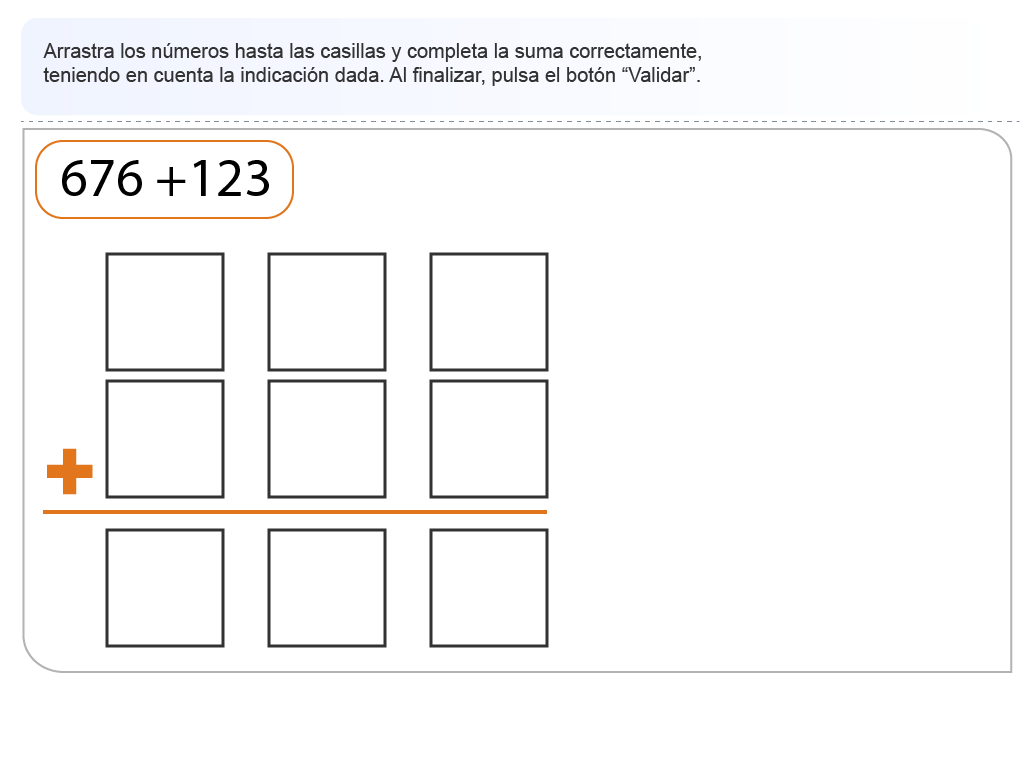 Arrastra los números hasta las casillas y completa la suma correctamente,
teniendo en cuenta la indicación dada. Al finalizar, pulsa el botón “Validar”.
676 +123
+